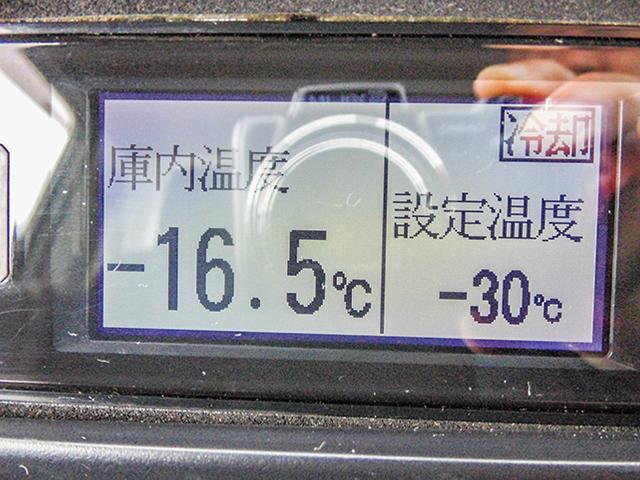 庫内温度
-16.5℃
冷却
設定温度
-30℃